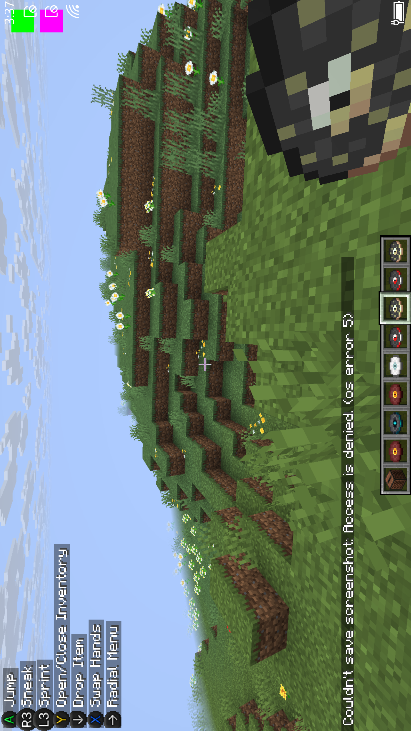 3:37
A Jump
R3 Sneak
L3 Sprint
Y Open/Close Inventory
↓ Drop Item
X Swap Hands
→ Radial Menu
Couldn't save screenshot: Access is denied. (os error 5)